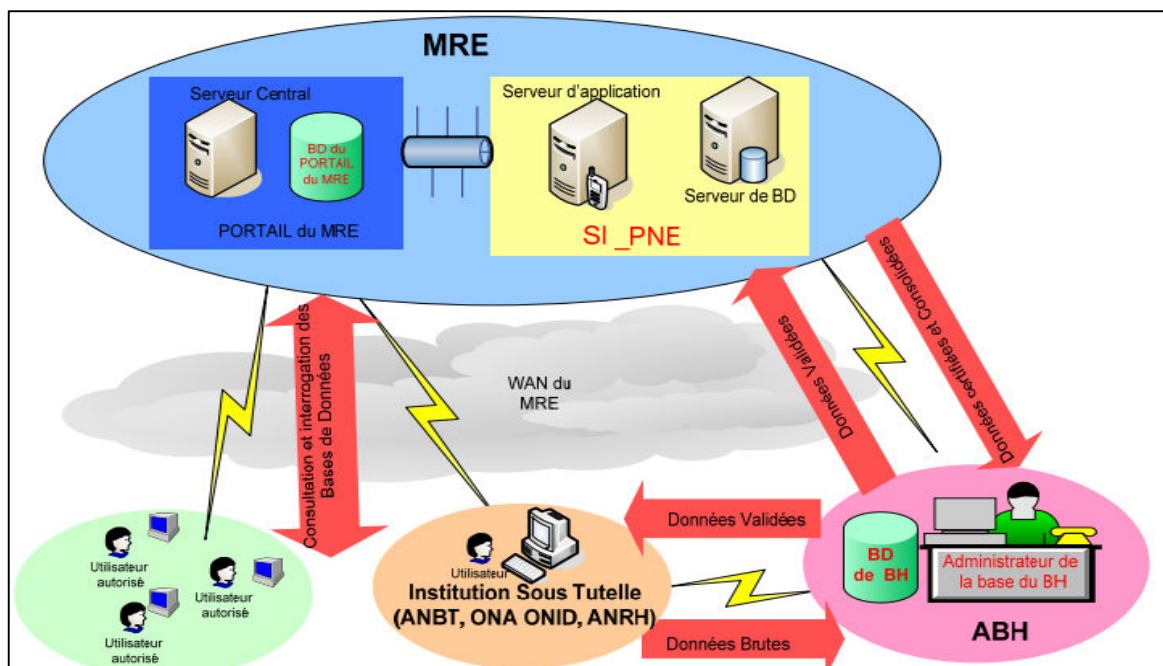 MRE
Serveur Central
BD du
PORTAIL
du MRE
PORTAIL du MRE
Serveur d'application
Serveur de BD
SI _PNE
Consultation et interrogation des
Bases de Données
WAN du
MRE
Données Validées
Données certifiées et Consolidées
Utilisateur
autorisé
Utilisateur
autorisé
Utilisateur
autorisé
Utilisateur
Institution Sous Tutelle
(ANBT, ONA ONID, ANRH)
Données Validées
Données Brutes
BD
de BH
Administrateur de
la base du BH
ABH